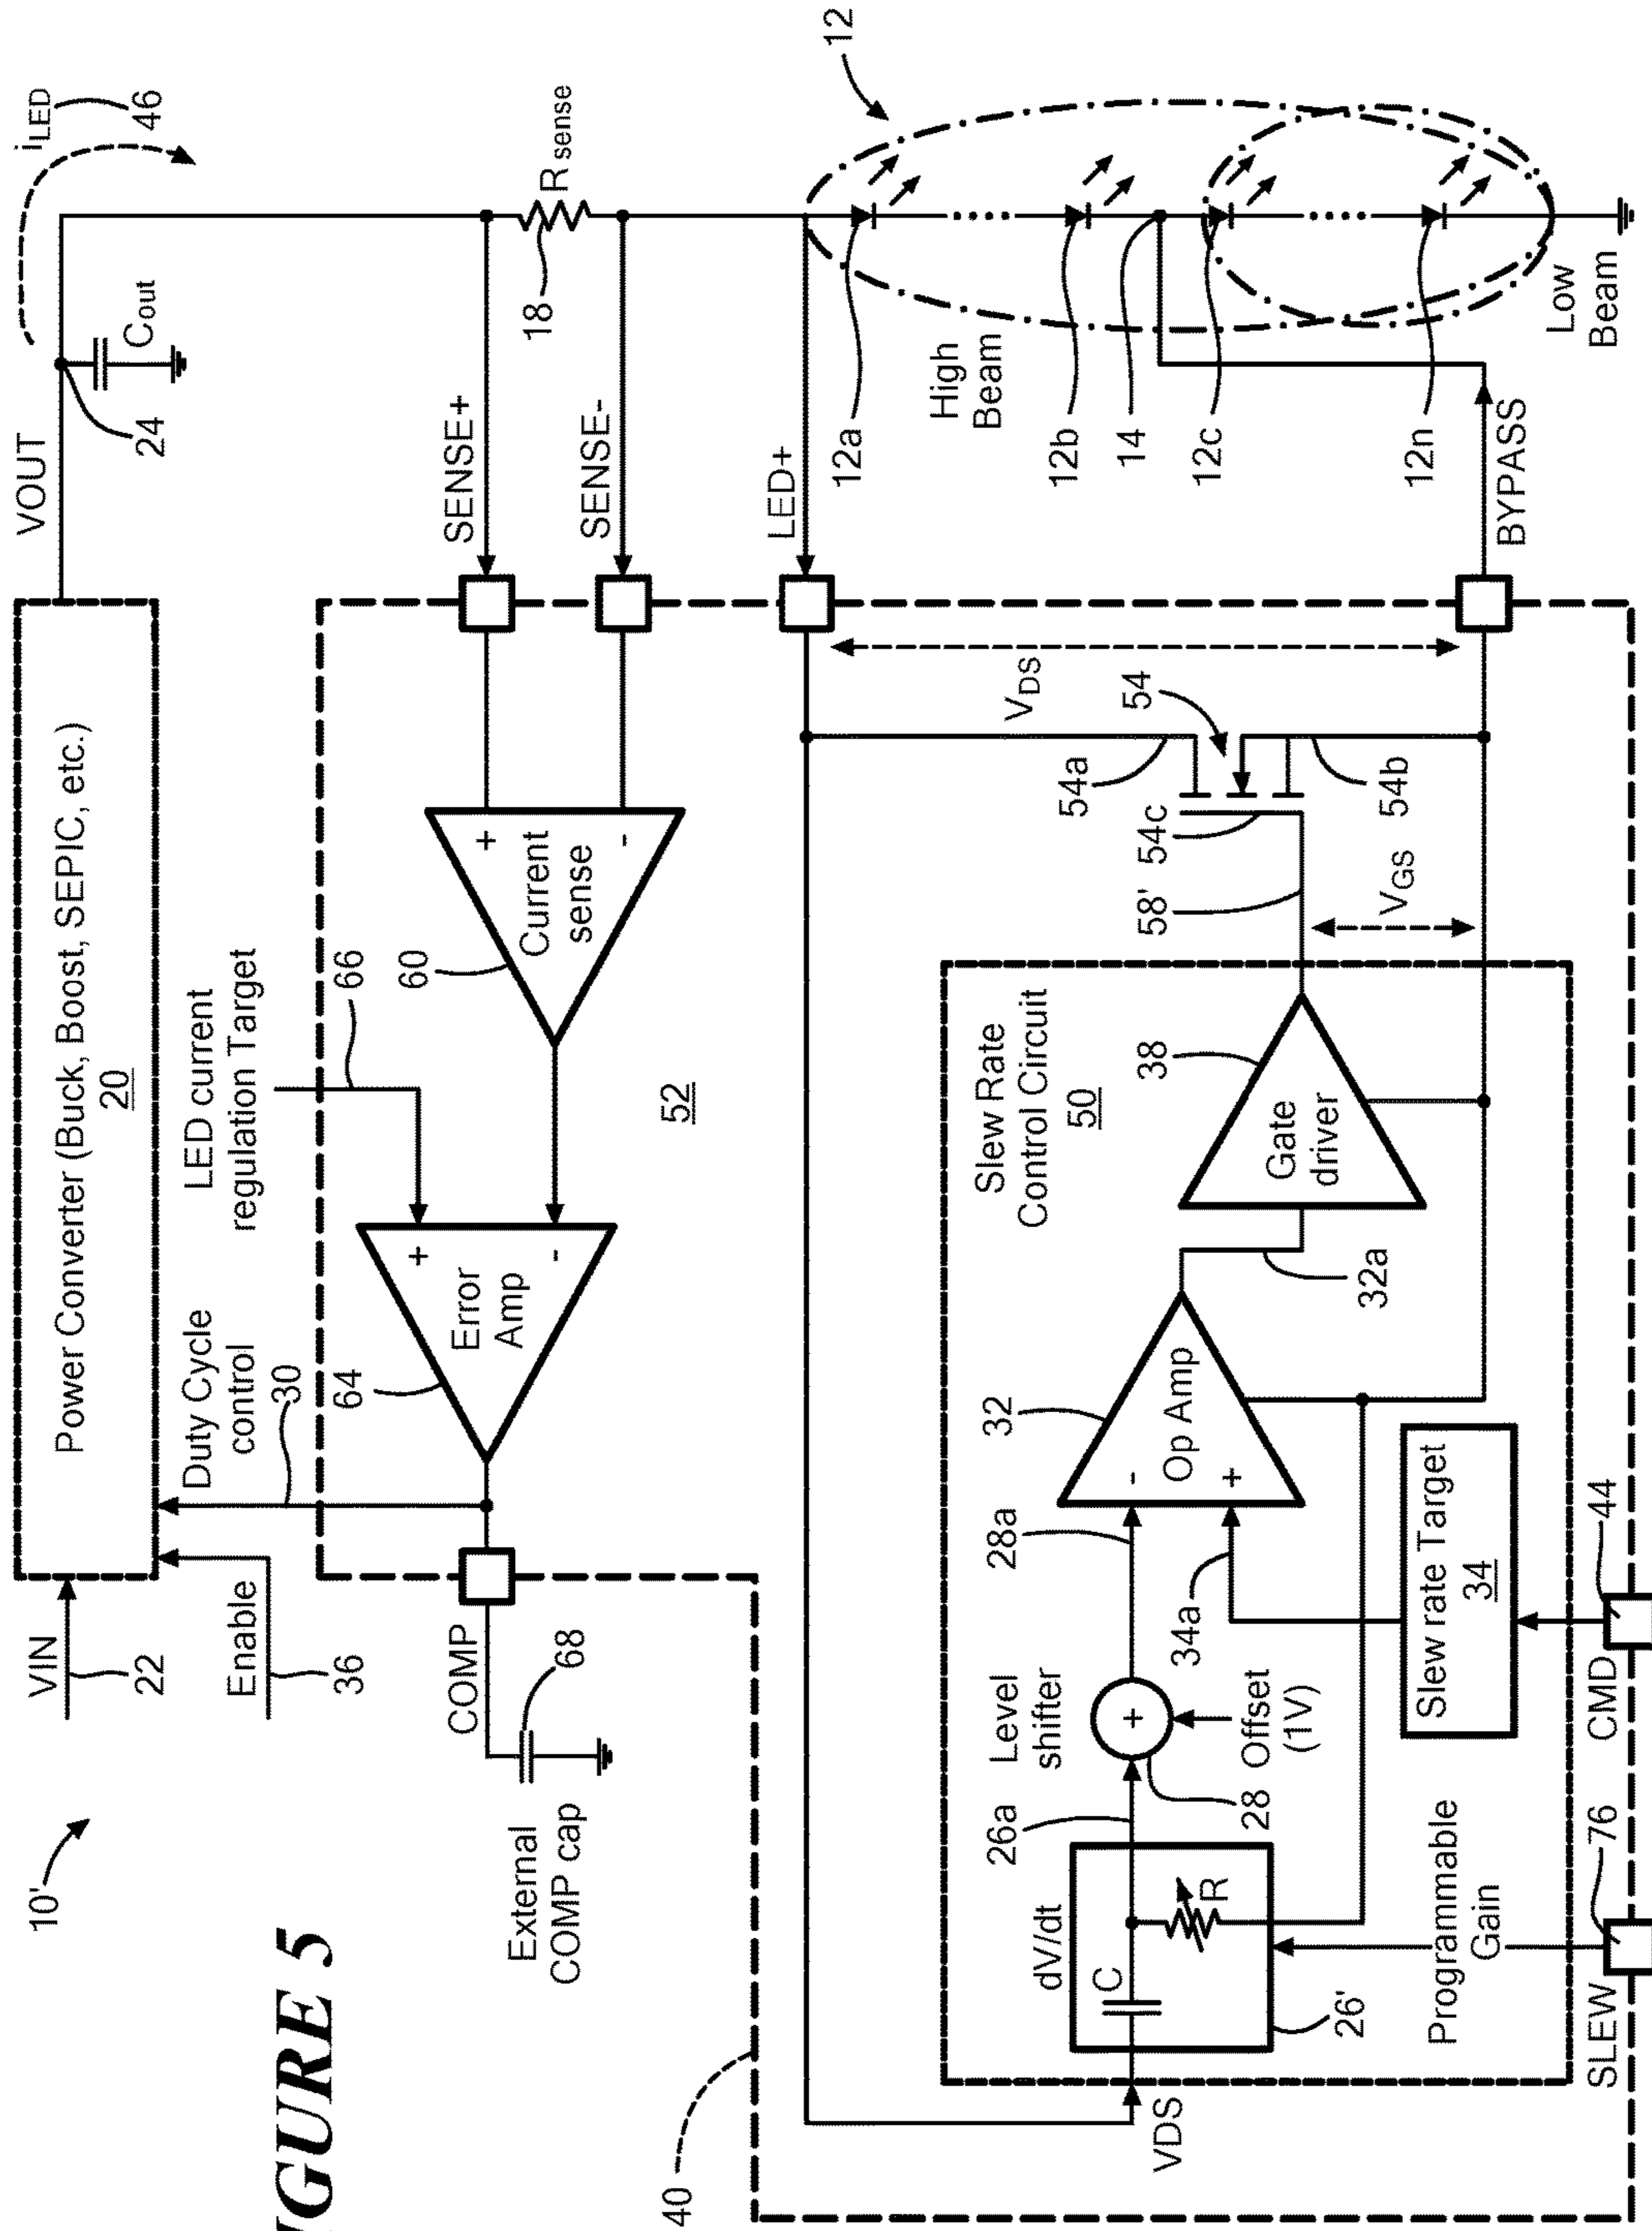 10'
VIN
22
Enable
36
Power Converter (Buck, Boost, SEPIC, etc.)
20
VOUT
24
Cout
iLED
46
Duty Cycle
control
30
LED current
regulation Target
66
COMP
68
External
COMP cap
64
Error
Amp
+
-
60
Current
sense
+
-
52
SENSE+
SENSE-
18
Rsense
LED+
12
12a
High
Beam
12b
14
12c
12n
Low
Beam
BYPASS
40
VDS
dV/dt
C
R
26'
26a
Level
shifter
+
28
Offset
(1V)
28a
34a
32
-
+
Op Amp
32a
Slew Rate
Control Circuit
50
38
Gate
driver
58'
54c
54a
54
54b
VDS
VGS
Programmable
Gain
Slew rate Target
34
SLEW
76
CMD
44
IGURE 5